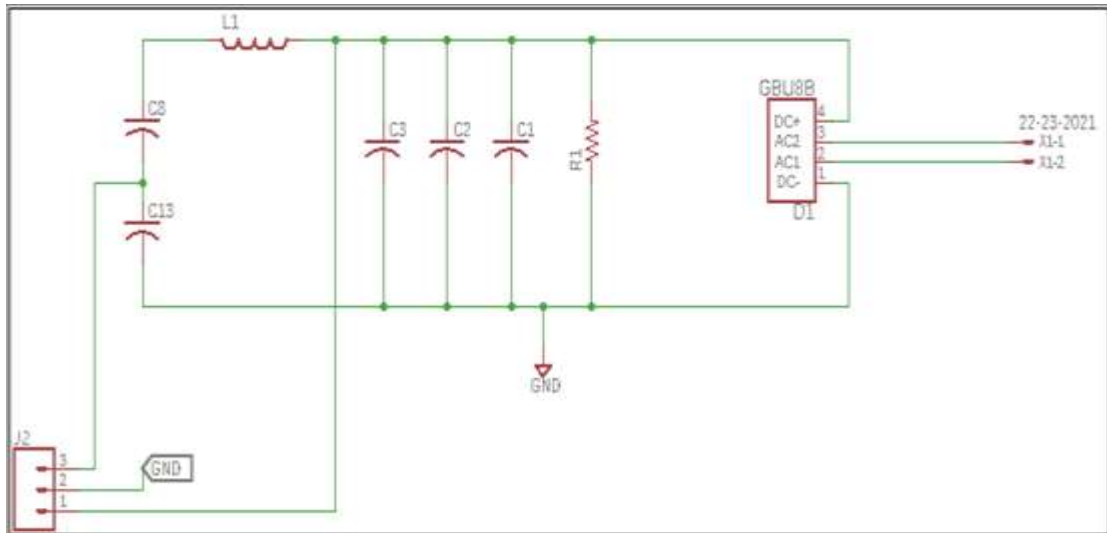 L1
GBU8B
C8
4
22-23-2021
DC+
3
X1-1
C3
C2
C1
AC2
2
R1
AC1
X1-2
1
DC-
C13
D1
GND
J2
3
GND
2
1